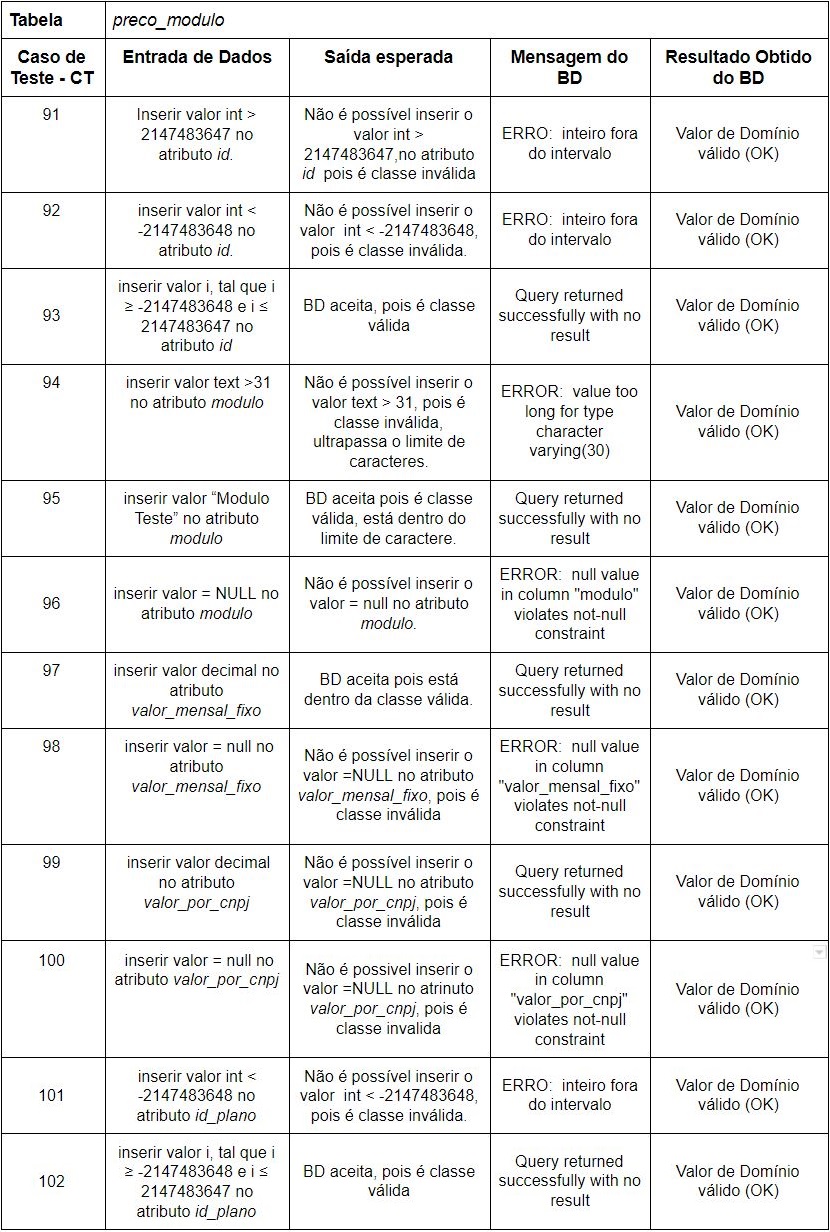 Tabela preco_modulo
Caso de Teste - CT Entrada de Dados Saída esperada Mensagem do BD Resultado Obtido do BD
91
Inserir valor int >
2147483647 no
atributo id.
Não é possível inserir o
valor int >
2147483647,no atributo
id pois é classe inválida
ERRO: inteiro fora
do intervalo
Valor de Domínio
válido (OK)
92
inserir valor int <
-2147483648 no
atributo id.
Não é possível inserir o
valor int < -2147483648,
pois é classe inválida.
ERRO: inteiro fora
do intervalo
Valor de Domínio
válido (OK)
93
inserir valor i, tal que i
≥ -2147483648 e i ≤
2147483647 no
atributo id
BD aceita, pois é classe
válida
Query returned
successfully with no
result
Valor de Domínio
válido (OK)
94
inserir valor text >31
no atributo modulo
Não é possível inserir o
valor text > 31, pois é
classe inválida,
ultrapassa o limite de
caracteres.
ERROR: value too
long for type
character
varying(30)
Valor de Domínio
válido (OK)
95
inserir valor “Modulo
Teste” no atributo
modulo
BD aceita pois é classe
válida, está dentro do
limite de caractere.
Query returned
successfully with no
result
Valor de Domínio
válido (OK)
96
inserir valor = NULL no
atributo modulo
Não é possível inserir o
valor = null no atributo
modulo.
ERROR: null value
in column "modulo"
violates not-null
constraint
Valor de Domínio
válido (OK)
97
inserir valor decimal no
atributo
valor_mensal_fixo
BD aceita pois está
dentro da classe válida.
Query returned
successfully with no
result
Valor de Domínio
válido (OK)
98
inserir valor = null no
atributo
valor_mensal_fixo
Não é possível inserir o
valor =NULL no atributo
valor_mensal_fixo, pois é
classe inválida
ERROR: null value
in column
"valor_mensal_fixo"
violates not-null
constraint
Valor de Domínio
válido (OK)
99
inserir valor decimal
no atributo
valor_por_cnpj
Não é possível inserir o
valor =NULL no atributo
valor_por_cnpj, pois é
classe inválida
Query returned
successfully with no
result
Valor de Domínio
válido (OK)
100
inserir valor = null no
atributo valor_por_cnpj
Não é possivel inserir o
valor =NULL no atrinuto
valor_por_cnpj, pois é
classe invalida
ERROR: null value
in column
"valor_por_cnpj"
violates not-null
constraint
Valor de Domínio
válido (OK)
101
inserir valor int <
-2147483648 no
atributo id_plano
Não é possível inserir o
valor int < -2147483648,
pois é classe inválida.
ERRO: inteiro fora
do intervalo
Valor de Domínio
válido (OK)
102
inserir valor i, tal que i
≥ -2147483648 e i ≤
2147483647 no
atributo id_plano
BD aceita, pois é classe
válida
Query returned
successfully with no
result
Valor de Domínio
válido (OK)